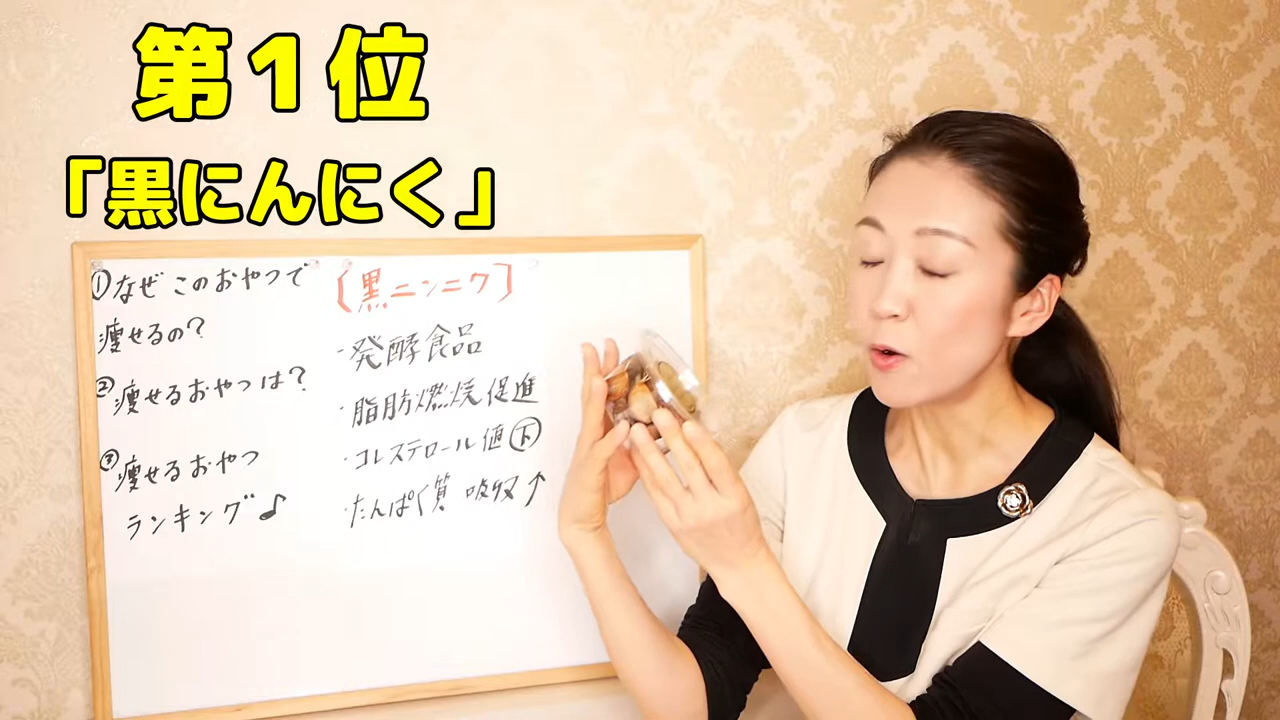 第1位
「黒にんにく」
①なぜこのおやつで
痩せるの?
②痩せるおやつは?
③痩せるおやつ
ランキング♪
〔黒ニンニク〕
・発酵食品
・脂肪燃焼促進
・コレステロール値㊦
・たんぱく質 吸収↑